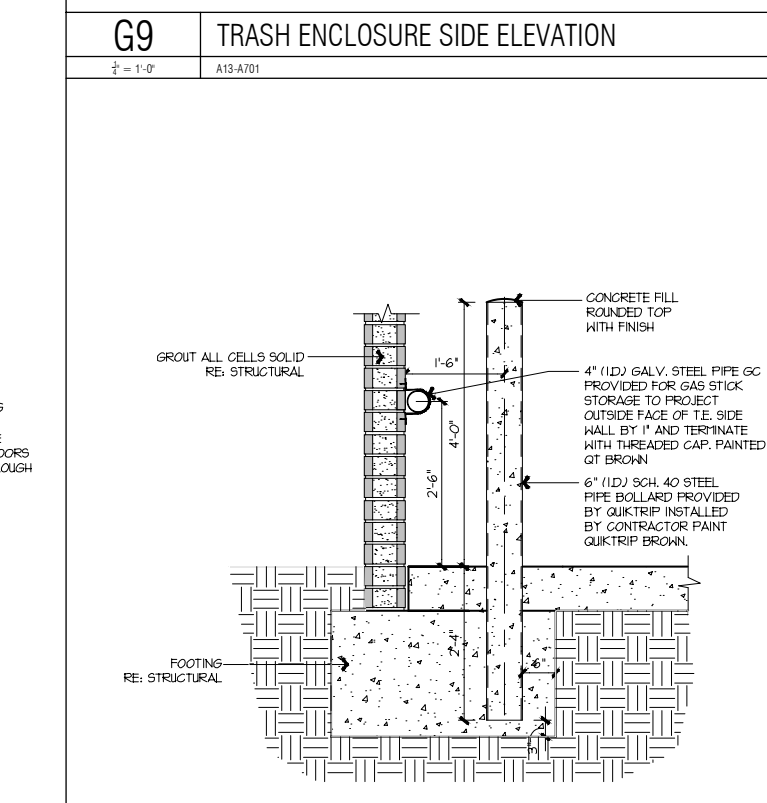 G9
TRASH ENCLOSURE SIDE ELEVATION
3/4" = 1'-0"
A13-A701
OORS
OUGH
CONCRETE FILL
ROUNDED TOP
WITH FINISH
GROUT ALL CELLS SOLID
RE: STRUCTURAL
1'-6"
4" (I.D.) GALV. STEEL PIPE GC
PROVIDED FOR GAS STICK
STORAGE TO PROJECT
OUTSIDE FACE OF T.E. SIDE
WALL BY 1" AND TERMINATE
WITH THREADED CAP. PAINTED
QT BROWN
4'-0"
2'-6"
6" (I.D.) SCH. 40 STEEL
PIPE BOLLARD PROVIDED
BY QUIKTRIP INSTALLED
BY CONTRACTOR PAINT
QUIKTRIP BROWN.
2'-4"
6"
FOOTING
RE: STRUCTURAL
3"